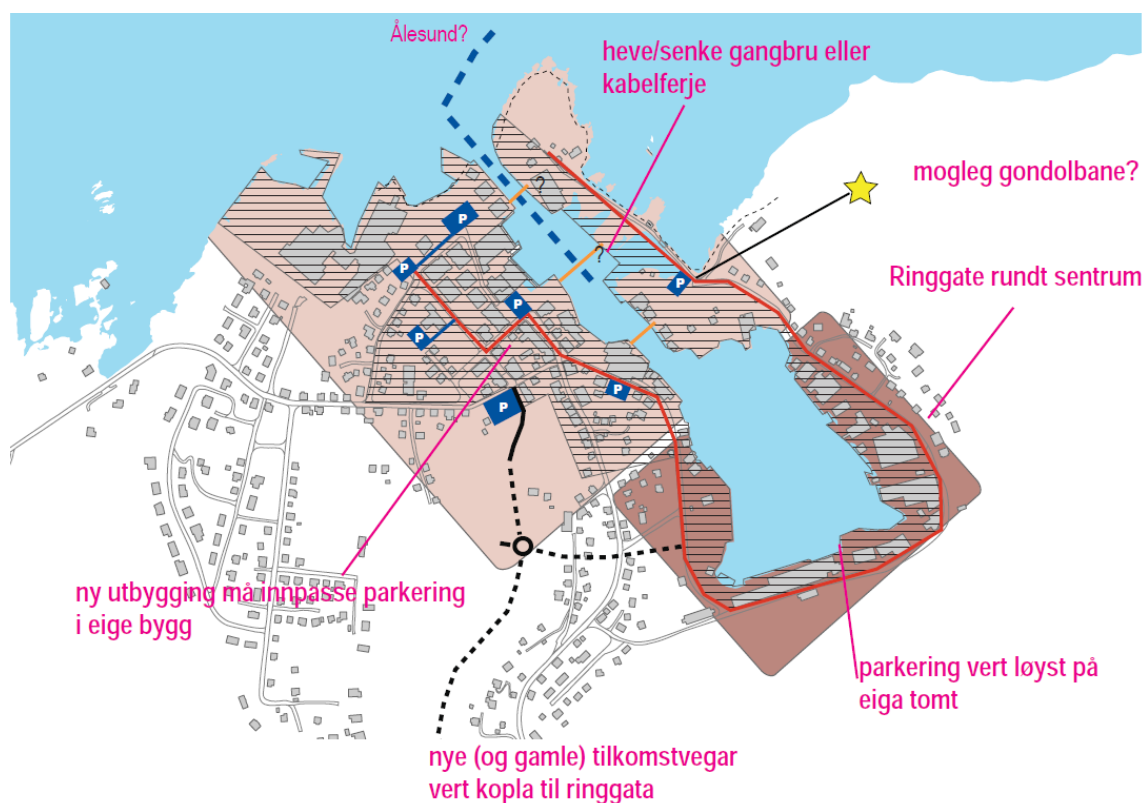 Ålesund?
heve/senke gangbru eller
kabelferje
mogleg gondolbane?
?
?
P
P
P
P
P
P
P
Ringgate rundt sentrum
ny utbygging må innpasse parkering
i eige bygg
parkering vert løyst på
eiga tomt
nye (og gamle) tilkomstvegar
vert kopla til ringgata